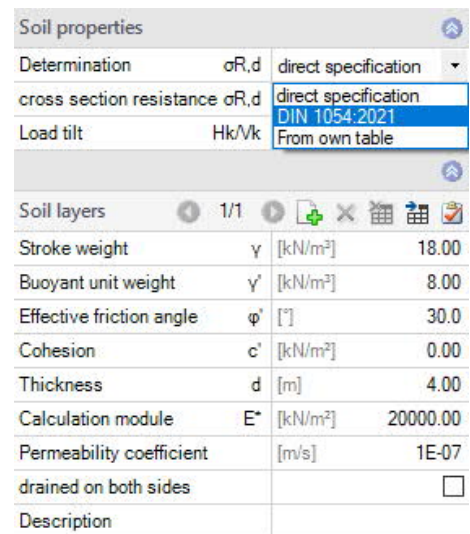 Soil properties
Determination σR,d direct specification
cross section resistance σR,d direct specification
DIN 1054:2021
Load tilt Hk/Vk From own table
Soil layers 1/1
Stroke weight γ [kN/m³] 18.00
Buoyant unit weight γ' [kN/m³] 8.00
Effective friction angle φ' [°] 30.0
Cohesion c' [kN/m²] 0.00
Thickness d [m] 4.00
Calculation module E* [kN/m²] 20000.00
Permeability coefficient [m/s] 1E-07
drained on both sides
Description